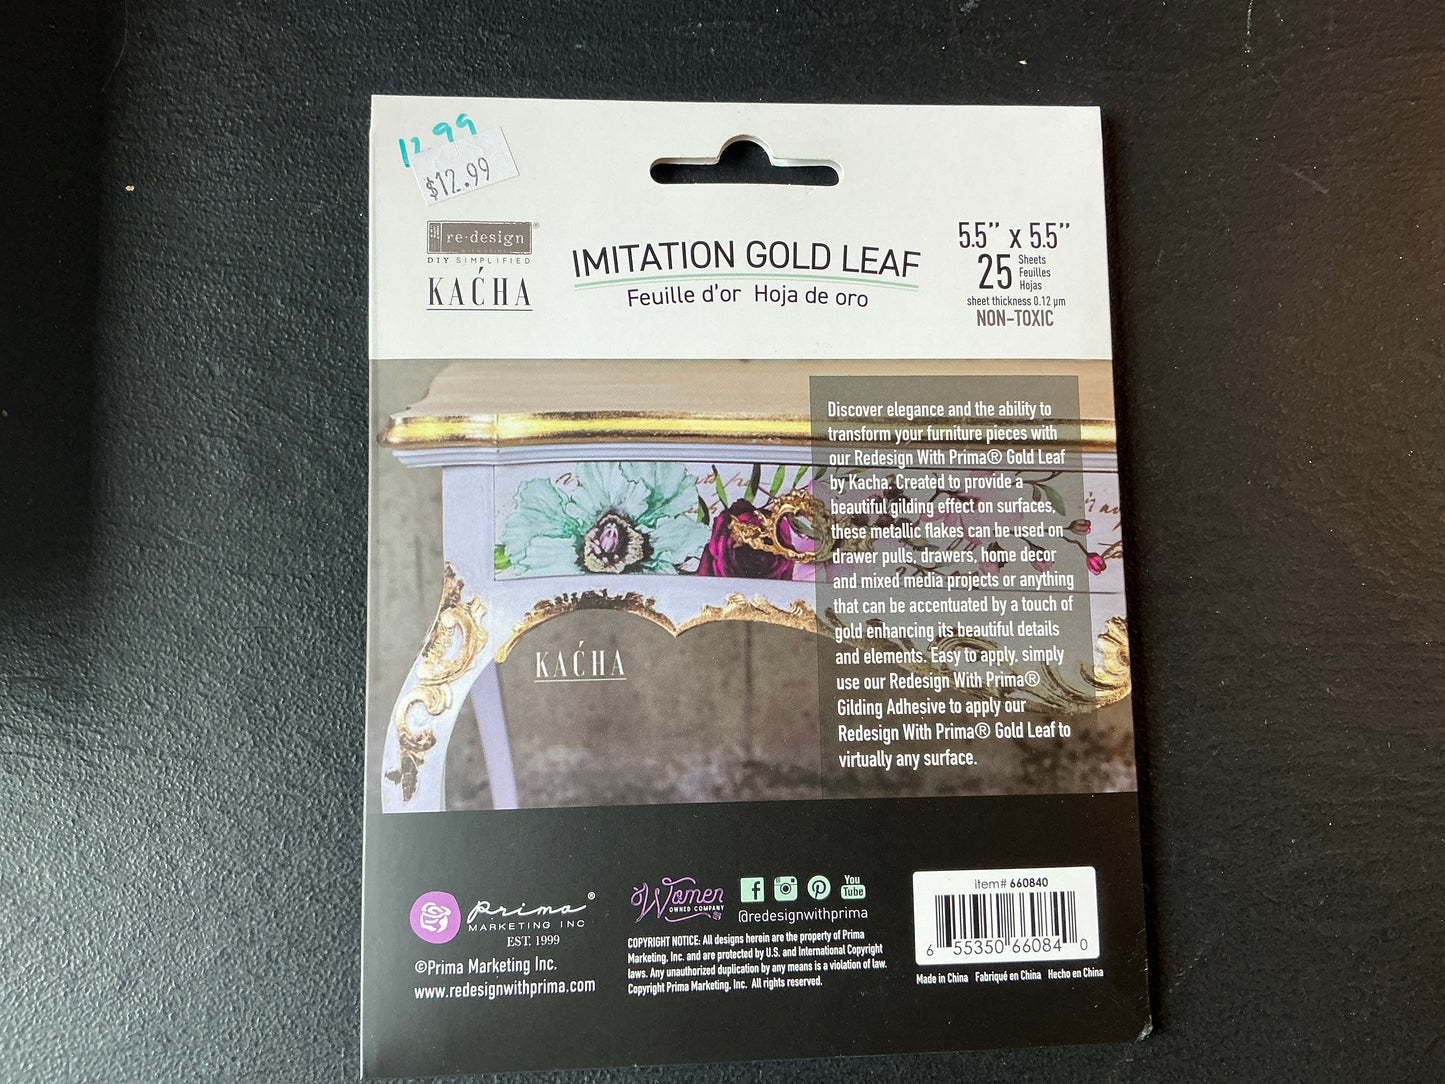 12.99
$12.99
re·design®
WITH PRIMA
DIY SIMPLIFIED
KAĆHA
IMITATION GOLD LEAF
Feuille d'or Hoja de oro
5.5” x 5.5”
25 Sheets
Feuilles
Hojas
sheet thickness 0.12 µm
NON-TOXIC
Discover elegance and the ability to
transform your furniture pieces with
our Redesign With Prima® Gold Leaf
by Kacha. Created to provide a
beautiful gilding effect on surfaces,
these metallic flakes can be used on
drawer pulls, drawers, home decor
and mixed media projects or anything
that can be accentuated by a touch of
gold enhancing its beautiful details
and elements. Easy to apply, simply
use our Redesign With Prima®
Gilding Adhesive to apply our
Redesign With Prima® Gold Leaf to
virtually any surface.
KAĆHA
Prima®
MARKETING INC
EST. 1999
©Prima Marketing Inc.
www.redesignwithprima.com
Women
OWNED COMPANY
You
Tube
@redesignwithprima
COPYRIGHT NOTICE: All designs herein are the property of Prima
Marketing. Inc. and are protected by U.S. and International Copyright
laws. Any unauthorized duplication by any means is a violation of law.
Copyright Prima Marketing, Inc. All rights reserved.
item# 660840
6 55350 66084 0
Made in China Fabriqué en China Hecho en China